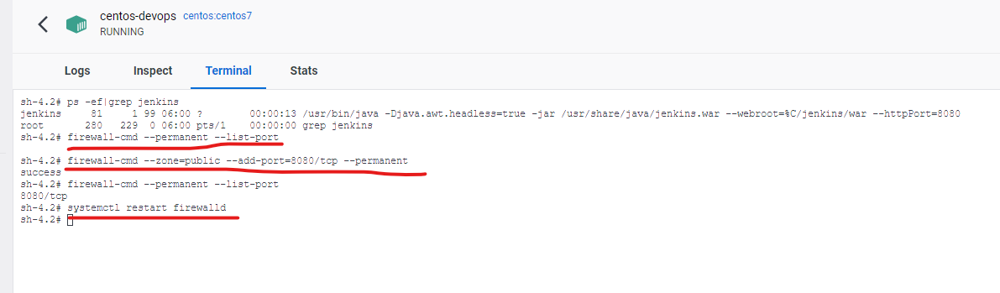 centos-devops centos:centos7
RUNNING
Logs Inspect Terminal Stats
sh-4.2# ps -ef|grep jenkins
jenkins 81 1 99 06:00 ? 00:00:13 /usr/bin/java -Djava.awt.headless=true -jar /usr/share/java/jenkins.war --webroot=%C/jenkins/war --httpPort=8080
root 280 229 0 06:00 pts/1 00:00:00 grep jenkins
sh-4.2# firewall-cmd --permanent --list-port
sh-4.2# firewall-cmd --zone=public --add-port=8080/tcp --permanent
success
sh-4.2# firewall-cmd --permanent --list-port
8080/tcp
sh-4.2# systemctl restart firewalld
sh-4.2#